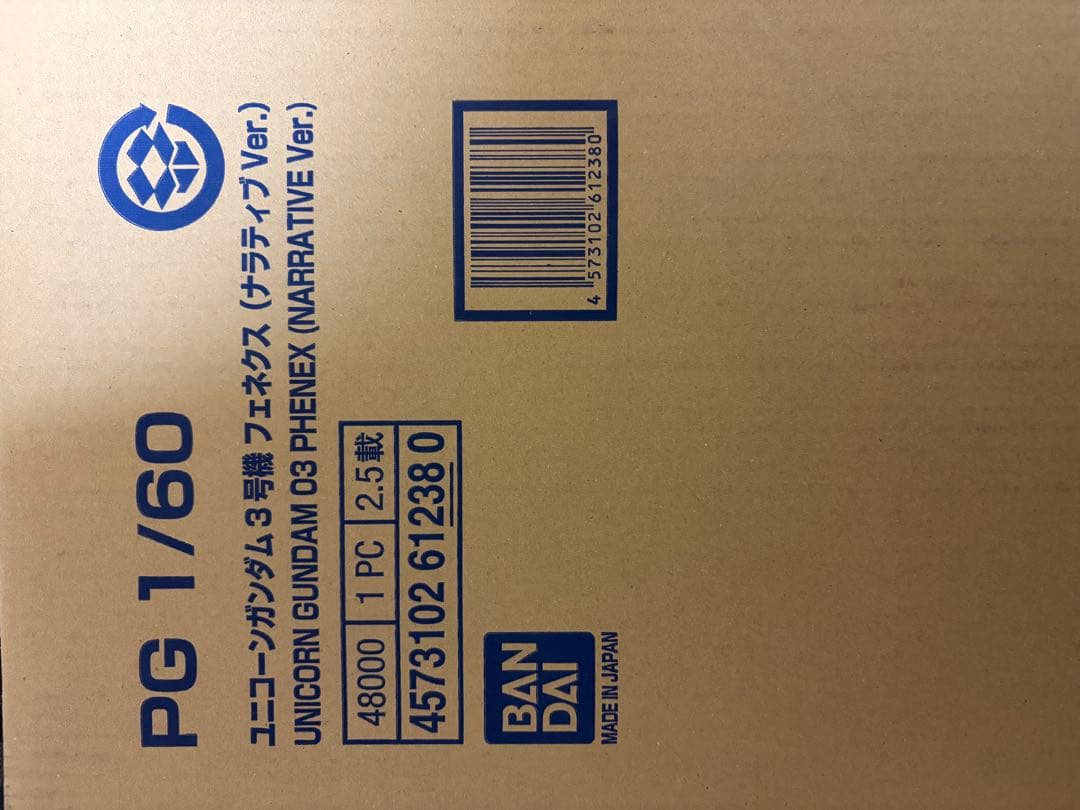 PG 1/60
ユニコーンガンダム3号機 フェネクス (ナラティブ Ver.)
UNICORN GUNDAM 03 PHENEX (NARRATIVE Ver.)
48000 1 PC 2.5載
4573102 61238 0
BAN
DAI
MADE IN JAPAN
4 573102 612380